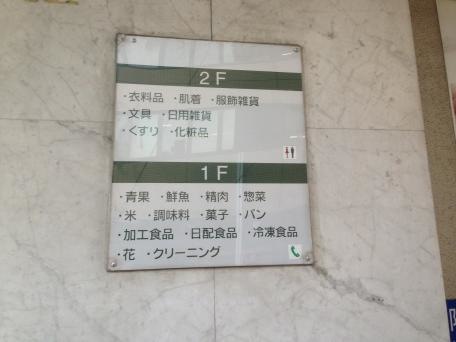 2F
・衣料品 ・肌着 ・服飾雑貨
・文具 ・日用雑貨
・くすり ・化粧品
1F
・青果 ・鮮魚 ・精肉 ・惣菜
・米 ・調味料 ・菓子 ・パン
・加工食品 ・日配食品 ・冷凍食品
・花 ・クリーニング